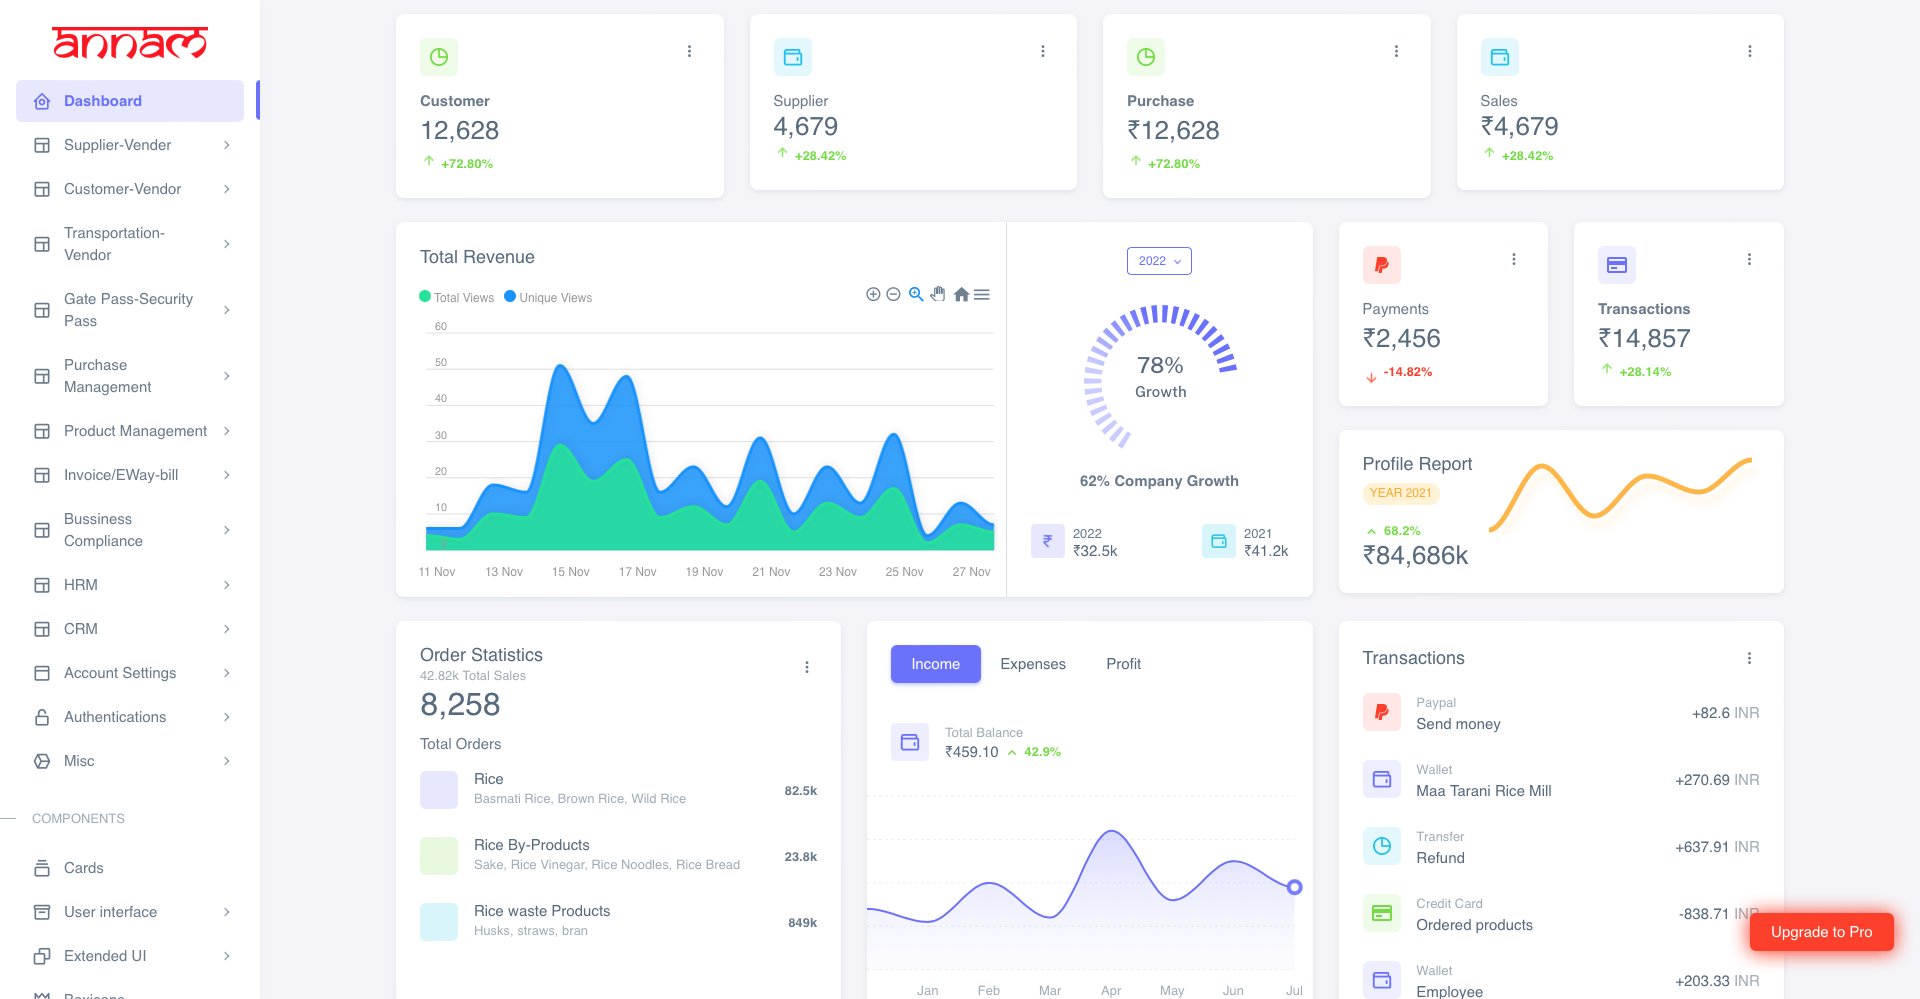 annam
Dashboard
Supplier-Vender
Customer-Vendor
Transportation-
Vendor
Gate Pass-Security
Pass
Purchase
Management
Product Management
Invoice/EWay-bill
Bussiness
Compliance
HRM
CRM
Account Settings
Authentications
Misc
COMPONENTS
Cards
User interface
Extended UI
Boxicons
Customer
12,628
+72.80%
Supplier
4,679
+28.42%
Purchase
₹12,628
+72.80%
Sales
₹4,679
+28.42%
Total Revenue
Total Views Unique Views
60
50
40
30
20
10
0
11 Nov 13 Nov 15 Nov 17 Nov 19 Nov 21 Nov 23 Nov 25 Nov 27 Nov
2022
78%
Growth
62% Company Growth
2022
₹32.5k
2021
₹41.2k
Payments
₹2,456
-14.82%
Transactions
₹14,857
+28.14%
Profile Report
YEAR 2021
68.2%
₹84,686k
Order Statistics
42.82k Total Sales
8,258
Total Orders
Rice
Basmati Rice, Brown Rice, Wild Rice
82.5k
Rice By-Products
Sake, Rice Vinegar, Rice Noodles, Rice Bread
23.8k
Rice waste Products
Husks, straws, bran
849k
Income Expenses Profit
Total Balance
₹459.10 42.9%
Jan Feb Mar Apr May Jun Jul
Transactions
Paypal
Send money
+82.6 INR
Wallet
Maa Tarani Rice Mill
+270.69 INR
Transfer
Refund
+637.91 INR
Credit Card
Ordered products
-838.71 INR
Upgrade to Pro
Wallet
Employee
+203.33 INR